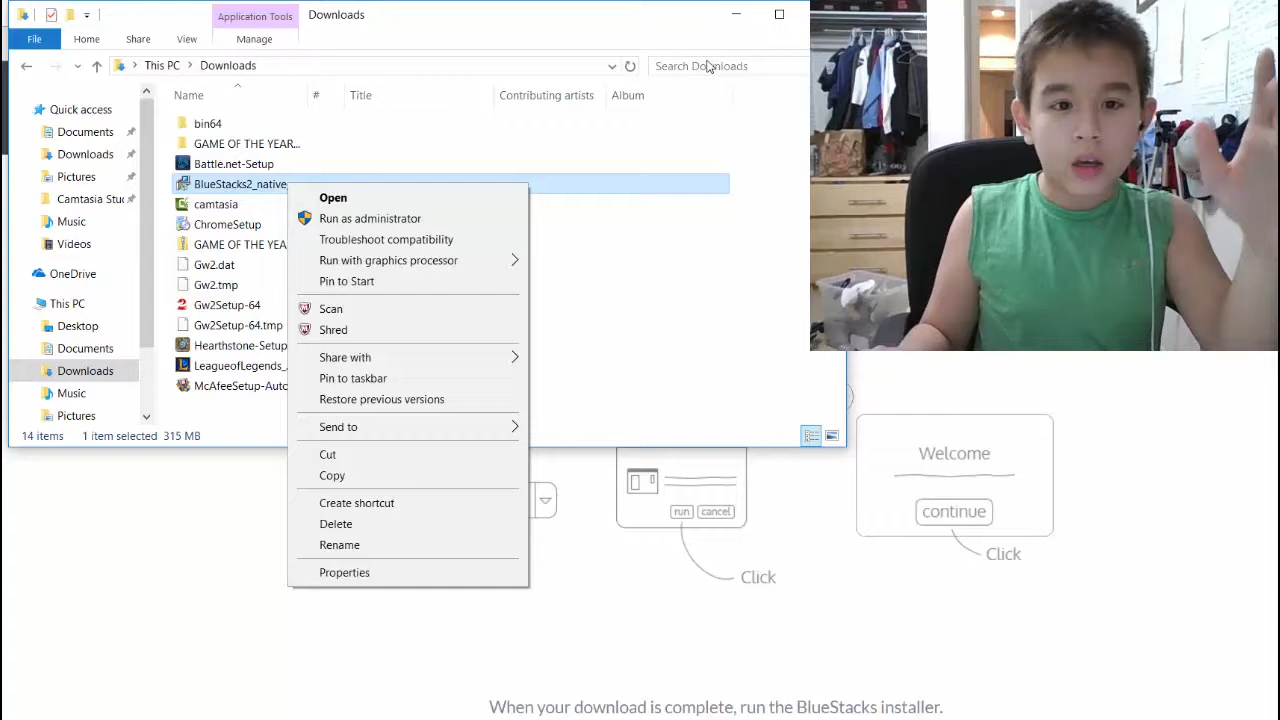 Application Tools
Downloads
File
Home
Share
View
Manage
This PC
Downloads
Search Downloads
Name
#
Title
Contributing artists
Album
Quick access
Documents
Downloads
Pictures
Camtasia Stu
Music
Videos
OneDrive
This PC
Desktop
Documents
Downloads
Music
Pictures
bin64
GAME OF THE YEAR...
Battle.net-Setup
BlueStacks2_native
camtasia
ChromeSetup
GAME OF THE YEA
Gw2.dat
Gw2.tmp
Gw2Setup-64
Gw2Setup-64.tmp
Hearthstone-Setup
LeagueofLegends_
McAfeeSetup-Auto
Open
Run as administrator
Troubleshoot compatibility
Run with graphics processor
Pin to Start
Scan
Shred
Share with
Pin to taskbar
Restore previous versions
Send to
Cut
Copy
Create shortcut
Delete
Rename
Properties
14 items
1 item selected 315 MB
run
cancel
Click
Welcome
continue
Click
When your download is complete, run the BlueStacks installer.